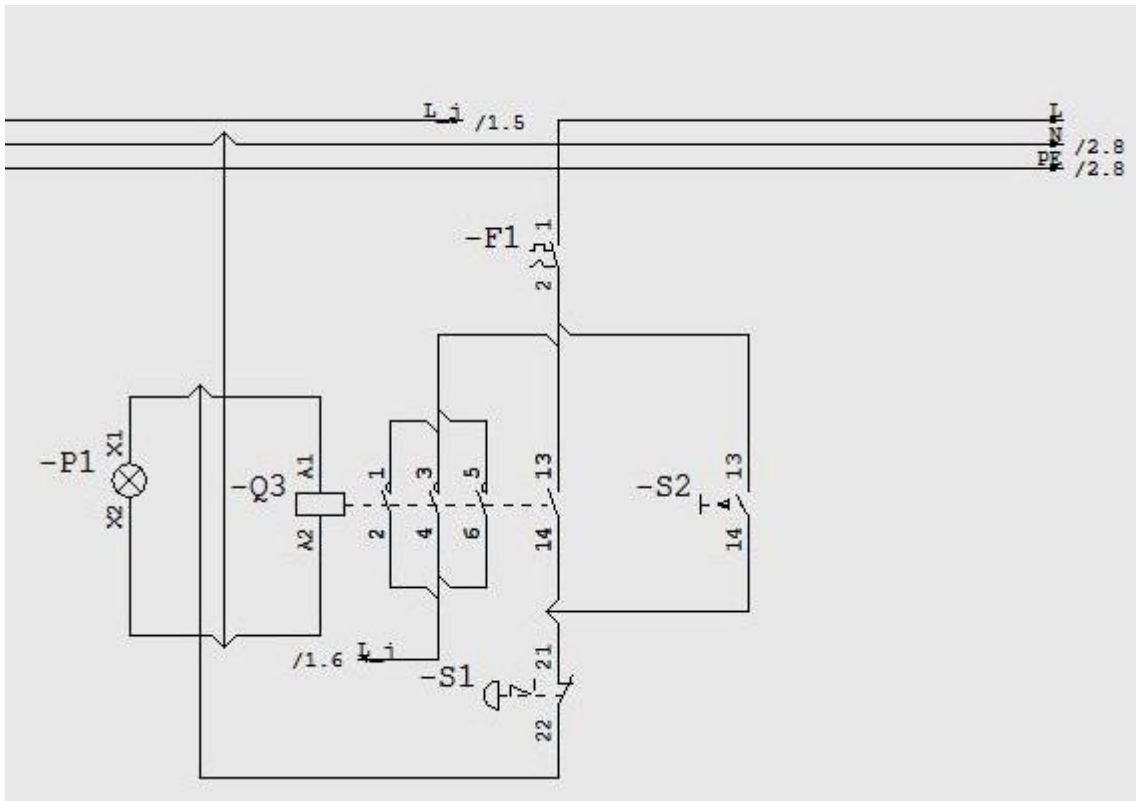 L_j /1.5
L
N /2.8
PE /2.8
-F1 1
2
-P1 X1
X2
-Q3 A1
A2
1 3 5 13
2 4 6 14
-S2 13
14
/1.6 L_j
-S1 21
22